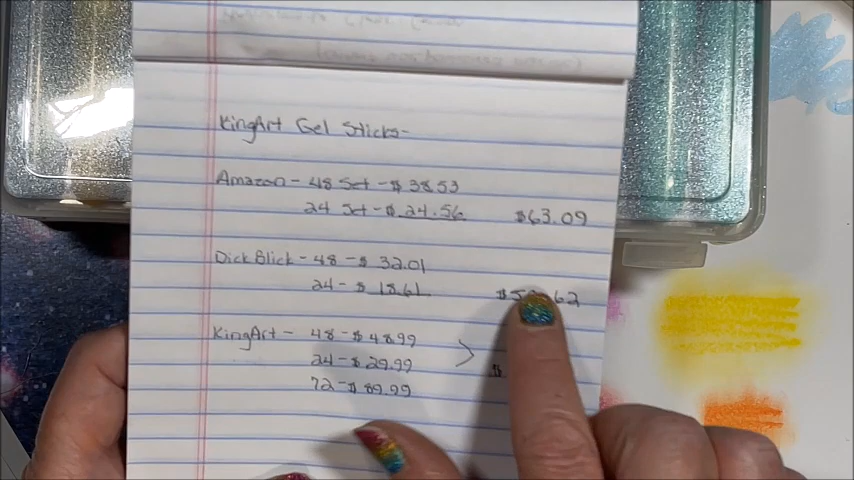 KingArt Gel Sticks-
Amazon - 48 Set - $38.53
24 Set - $24.56 $63.09
Dick Blick - 48 - $32.01
24 - $18.61 62
KingArt - 48 - $48.99
24 - $29.99 > $
72 - $89.99